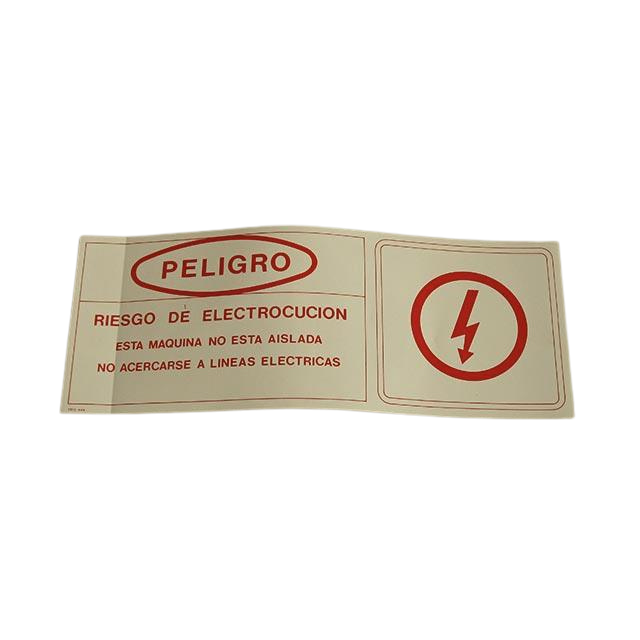 PELIGRO
RIESGO DE ELECTROCUCION
ESTA MAQUINA NO ESTA AISLADA
NO ACERCARSE A LINEAS ELECTRICAS